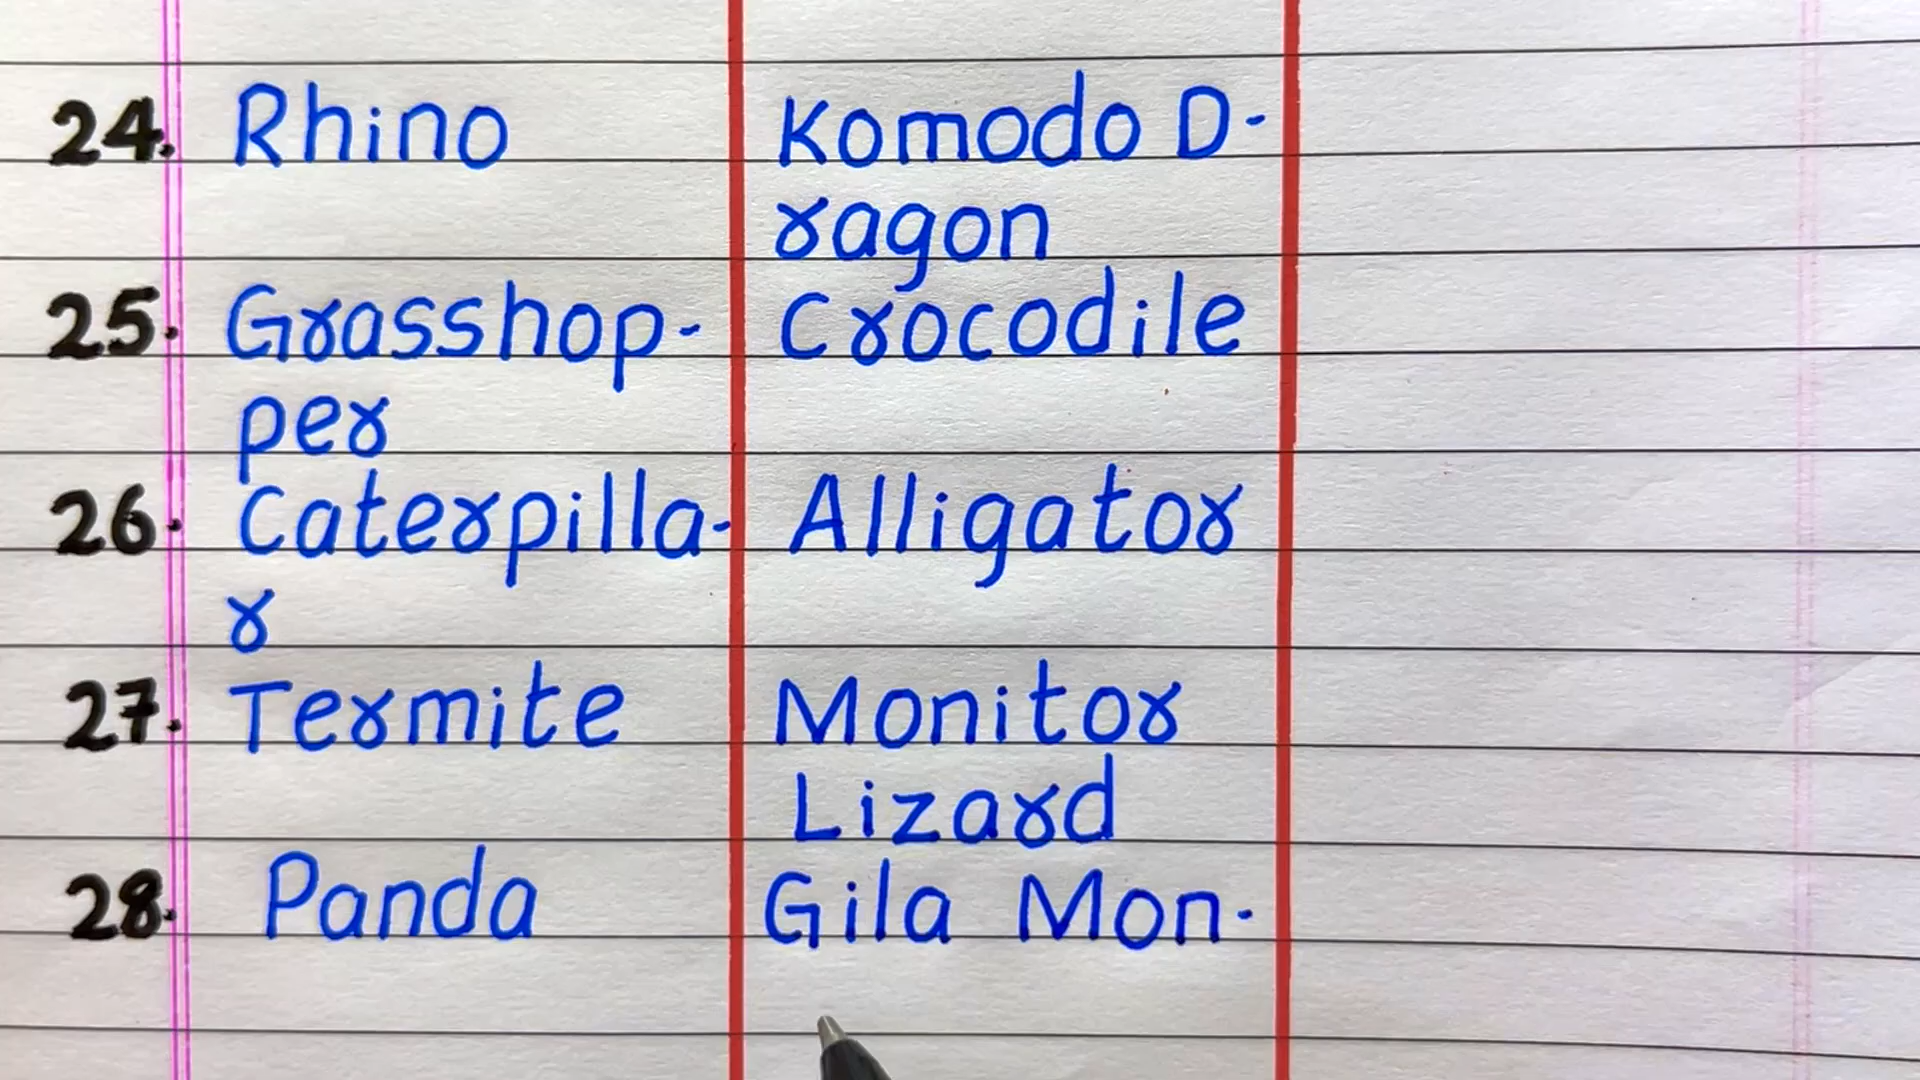 24. Rhino Komodo D-
ragon
25. Grasshop- Crocodile
per
26. Caterpilla- Alligator
r
27. Termite Monitor
Lizard
28. Panda Gila Mon-